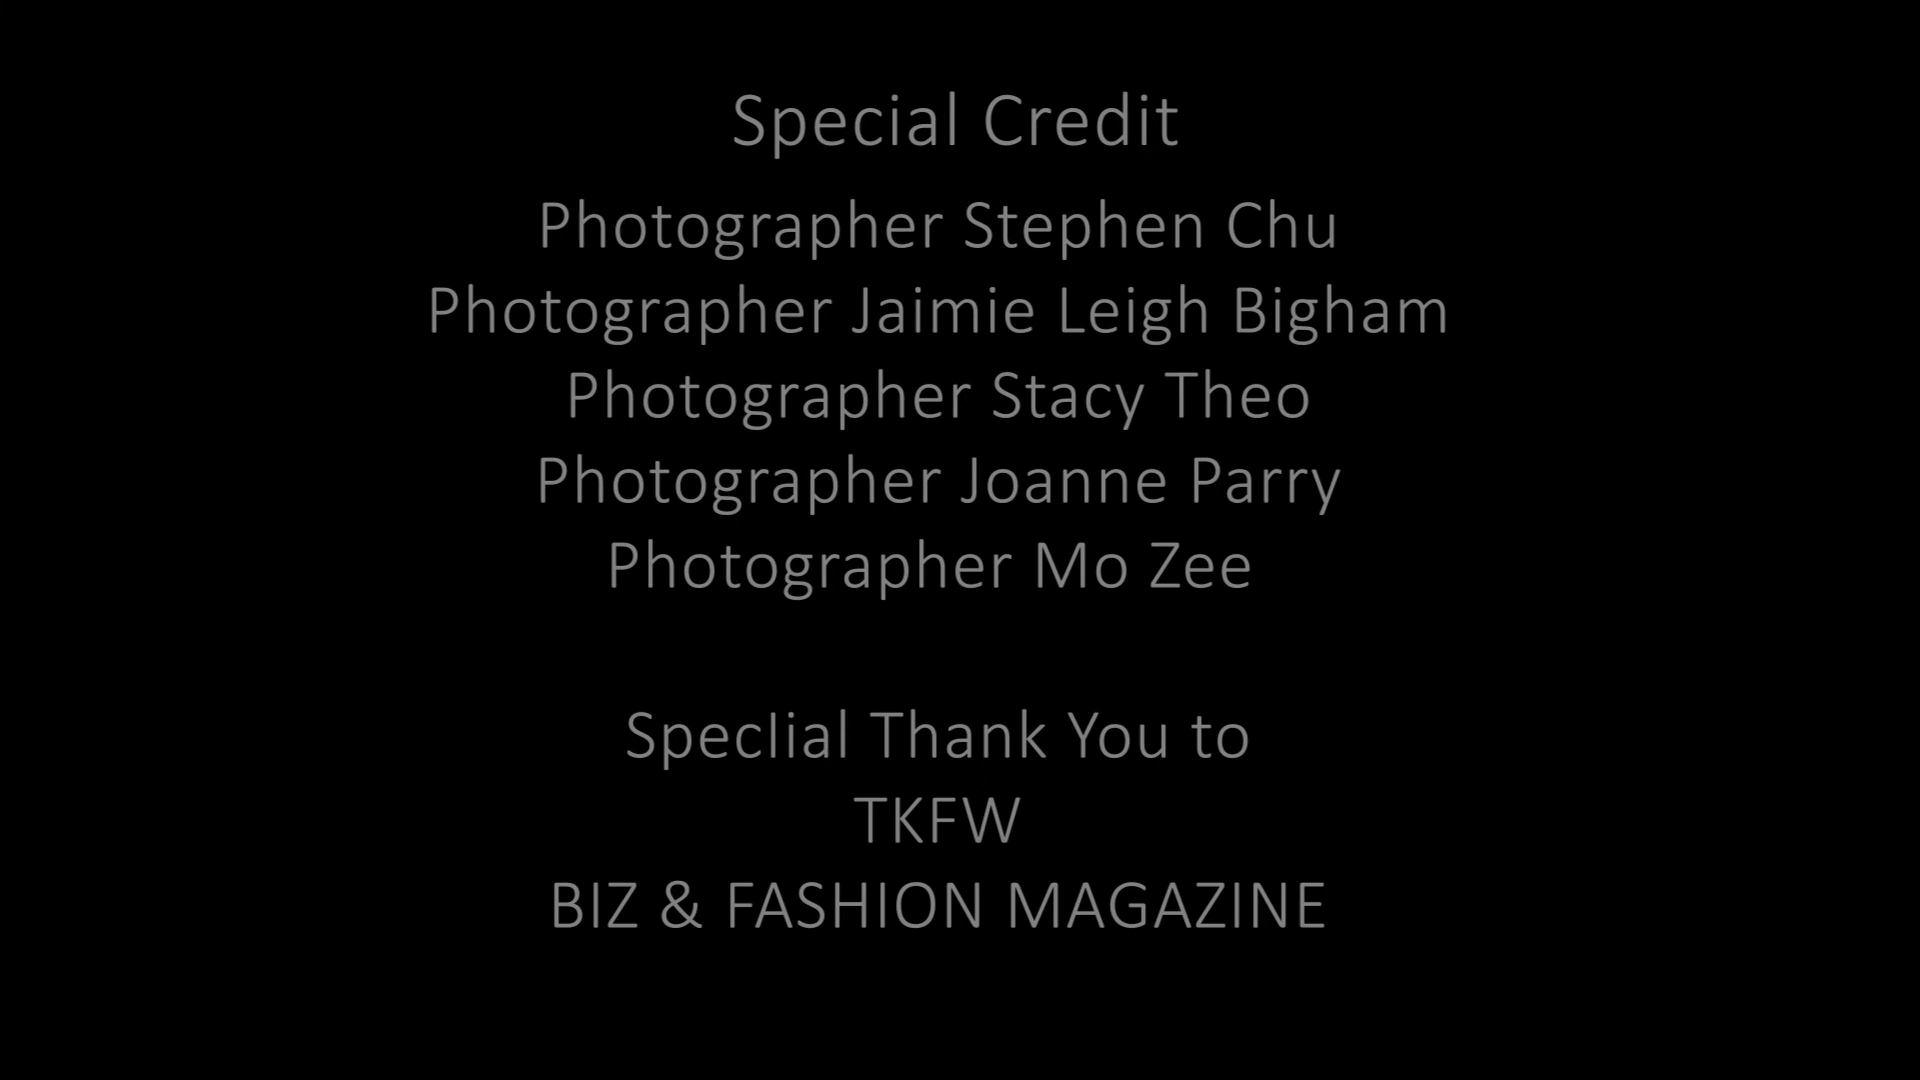 Special Credit
Photographer Stephen Chu
Photographer Jaimie Leigh Bigham
Photographer Stacy Theo
Photographer Joanne Parry
Photographer Mo Zee
SpecIial Thank You to
TKFW
BIZ & FASHION MAGAZINE